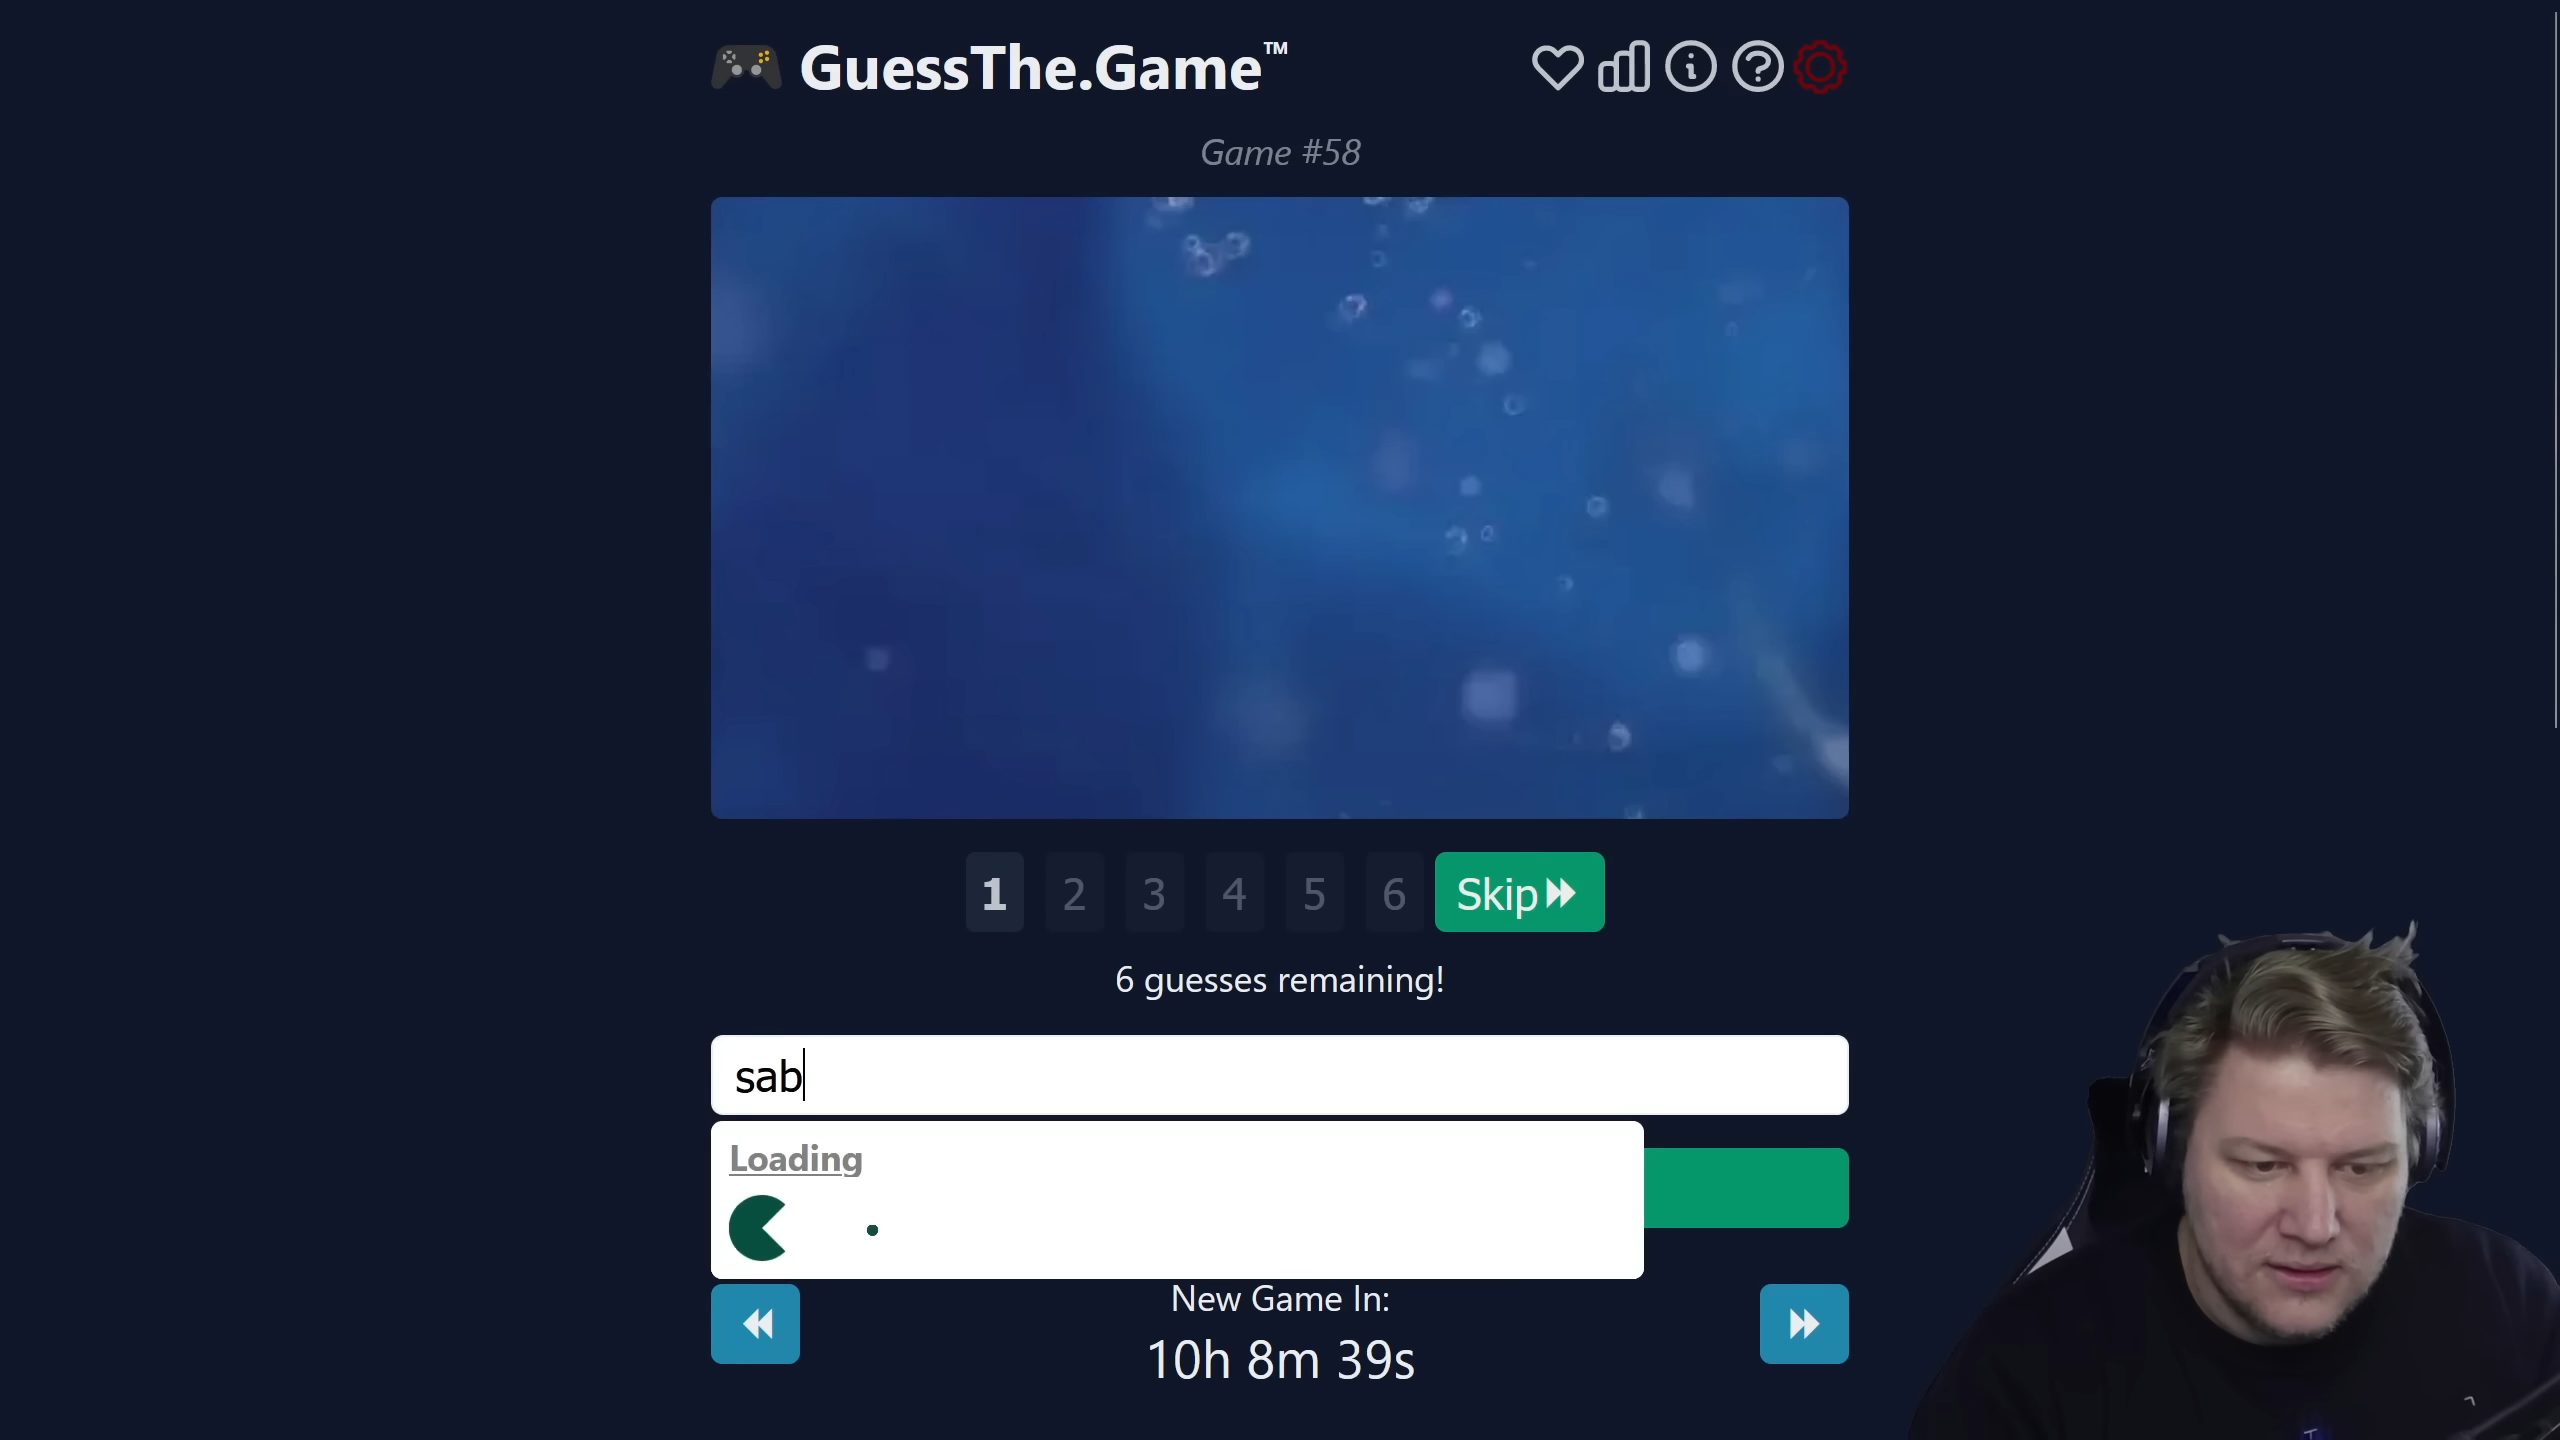 GuessThe.Game™
Game #58
1 2 3 4 5 6 Skip
6 guesses remaining!
sab
Loading
New Game In:
10h 8m 39s